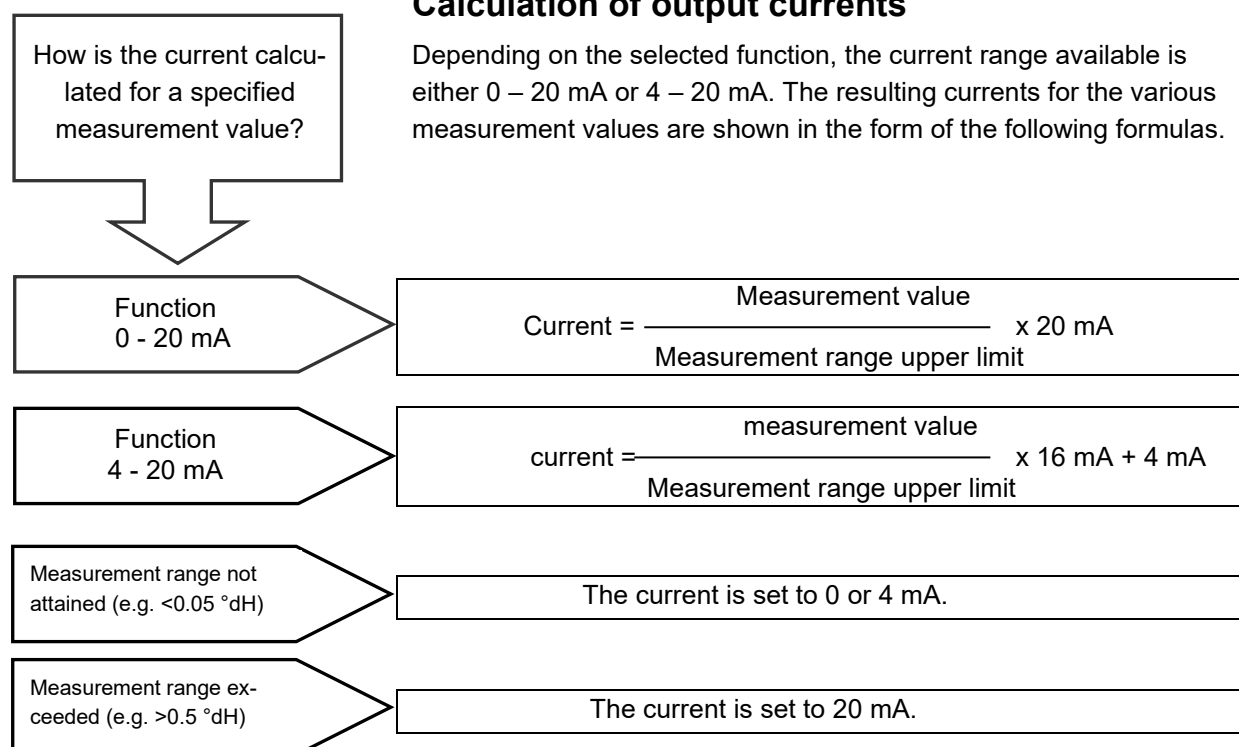 Calculation of output currents
How is the current calcu-
lated for a specified
measurement value?
Depending on the selected function, the current range available is
either 0 – 20 mA or 4 – 20 mA. The resulting currents for the various
measurement values are shown in the form of the following formulas.
Function
0 - 20 mA
Measurement value
Current = x 20 mA
Measurement range upper limit
Function
4 - 20 mA
measurement value
current = x 16 mA + 4 mA
Measurement range upper limit
Measurement range not
attained (e.g. <0.05 °dH)
The current is set to 0 or 4 mA.
Measurement range ex-
ceeded (e.g. >0.5 °dH)
The current is set to 20 mA.